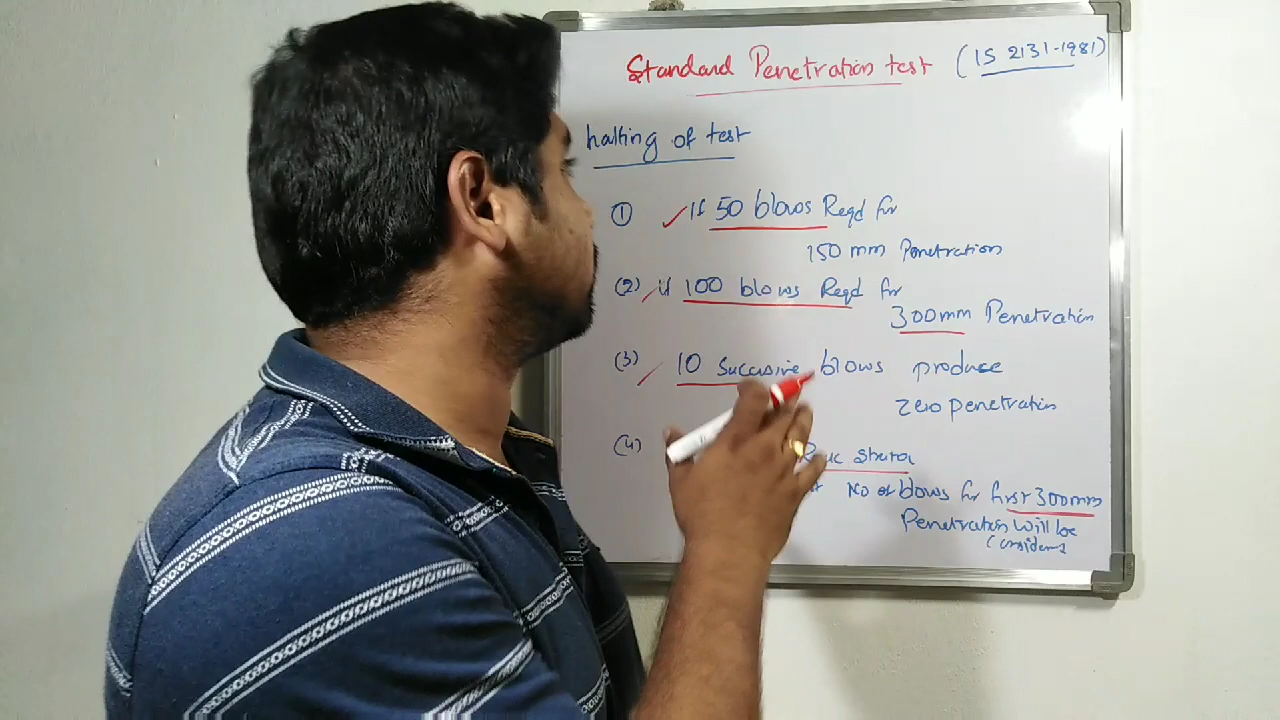 Standard Penetration test (IS 2131-1981)
halting of test
① If 50 blows Reqd for
150 mm Penetration
(2) if 100 blows Reqd for
300mm Penetration
(3) 10 Succesive blows produce
Zero penetration
(4) strata
No of blows for first 300mm
Penetration will be